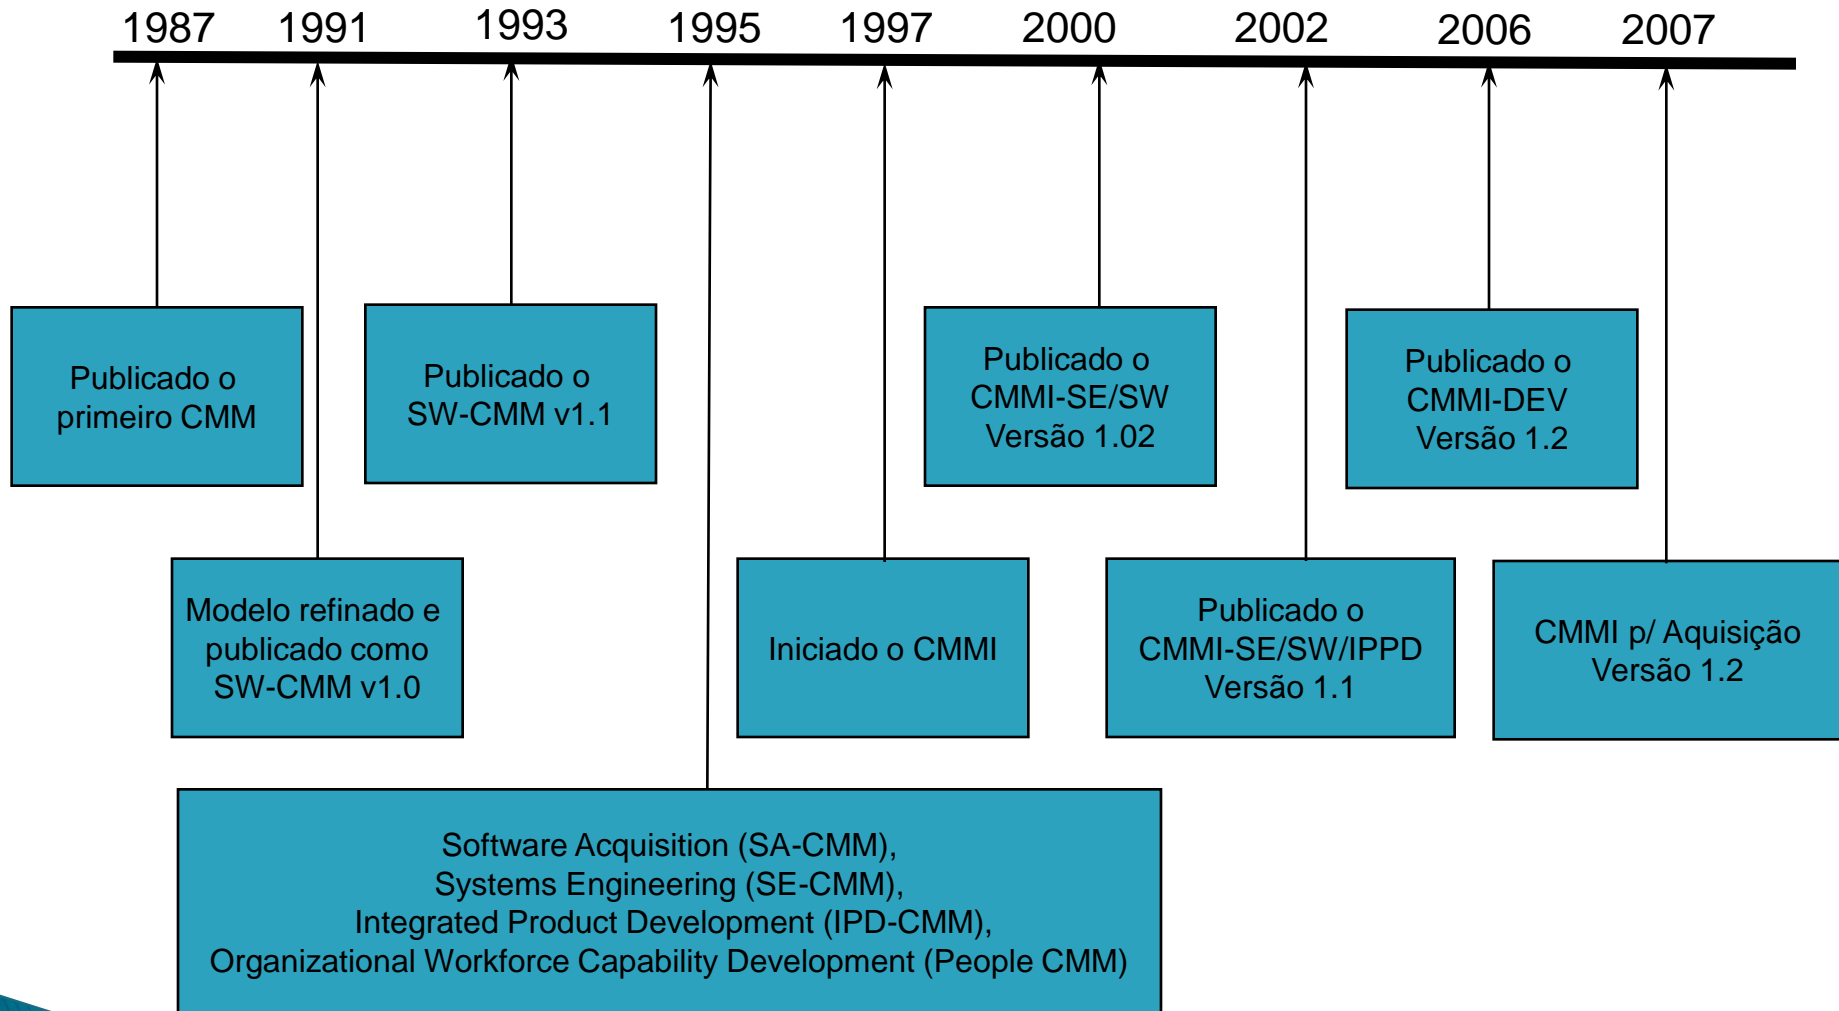 1987 1991 1993 1995 1997 2000 2002 2006 2007
Publicado o
primeiro CMM
Publicado o
SW-CMM v1.1
Publicado o
CMMI-SE/SW
Versão 1.02
Publicado o
CMMI-DEV
Versão 1.2
Modelo refinado e
publicado como
SW-CMM v1.0
Iniciado o CMMI
Publicado o
CMMI-SE/SW/IPPD
Versão 1.1
CMMI p/ Aquisição
Versão 1.2
Software Acquisition (SA-CMM),
Systems Engineering (SE-CMM),
Integrated Product Development (IPD-CMM),
Organizational Workforce Capability Development (People CMM)